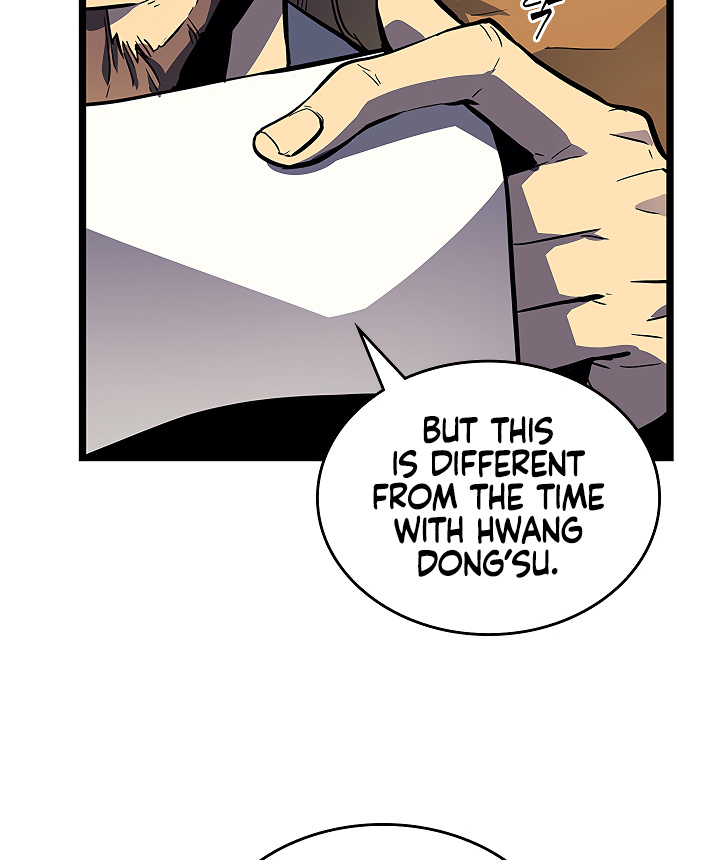 BUT THIS
IS DIFFERENT
FROM THE TIME
WITH HWANG
DONG'SU.